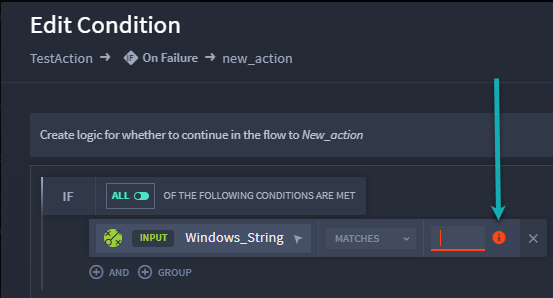 Edit Condition
TestAction → IF On Failure → new_action
Create logic for whether to continue in the flow to New_action
IF ALL OF THE FOLLOWING CONDITIONS ARE MET
INPUT Windows_String MATCHES
AND GROUP